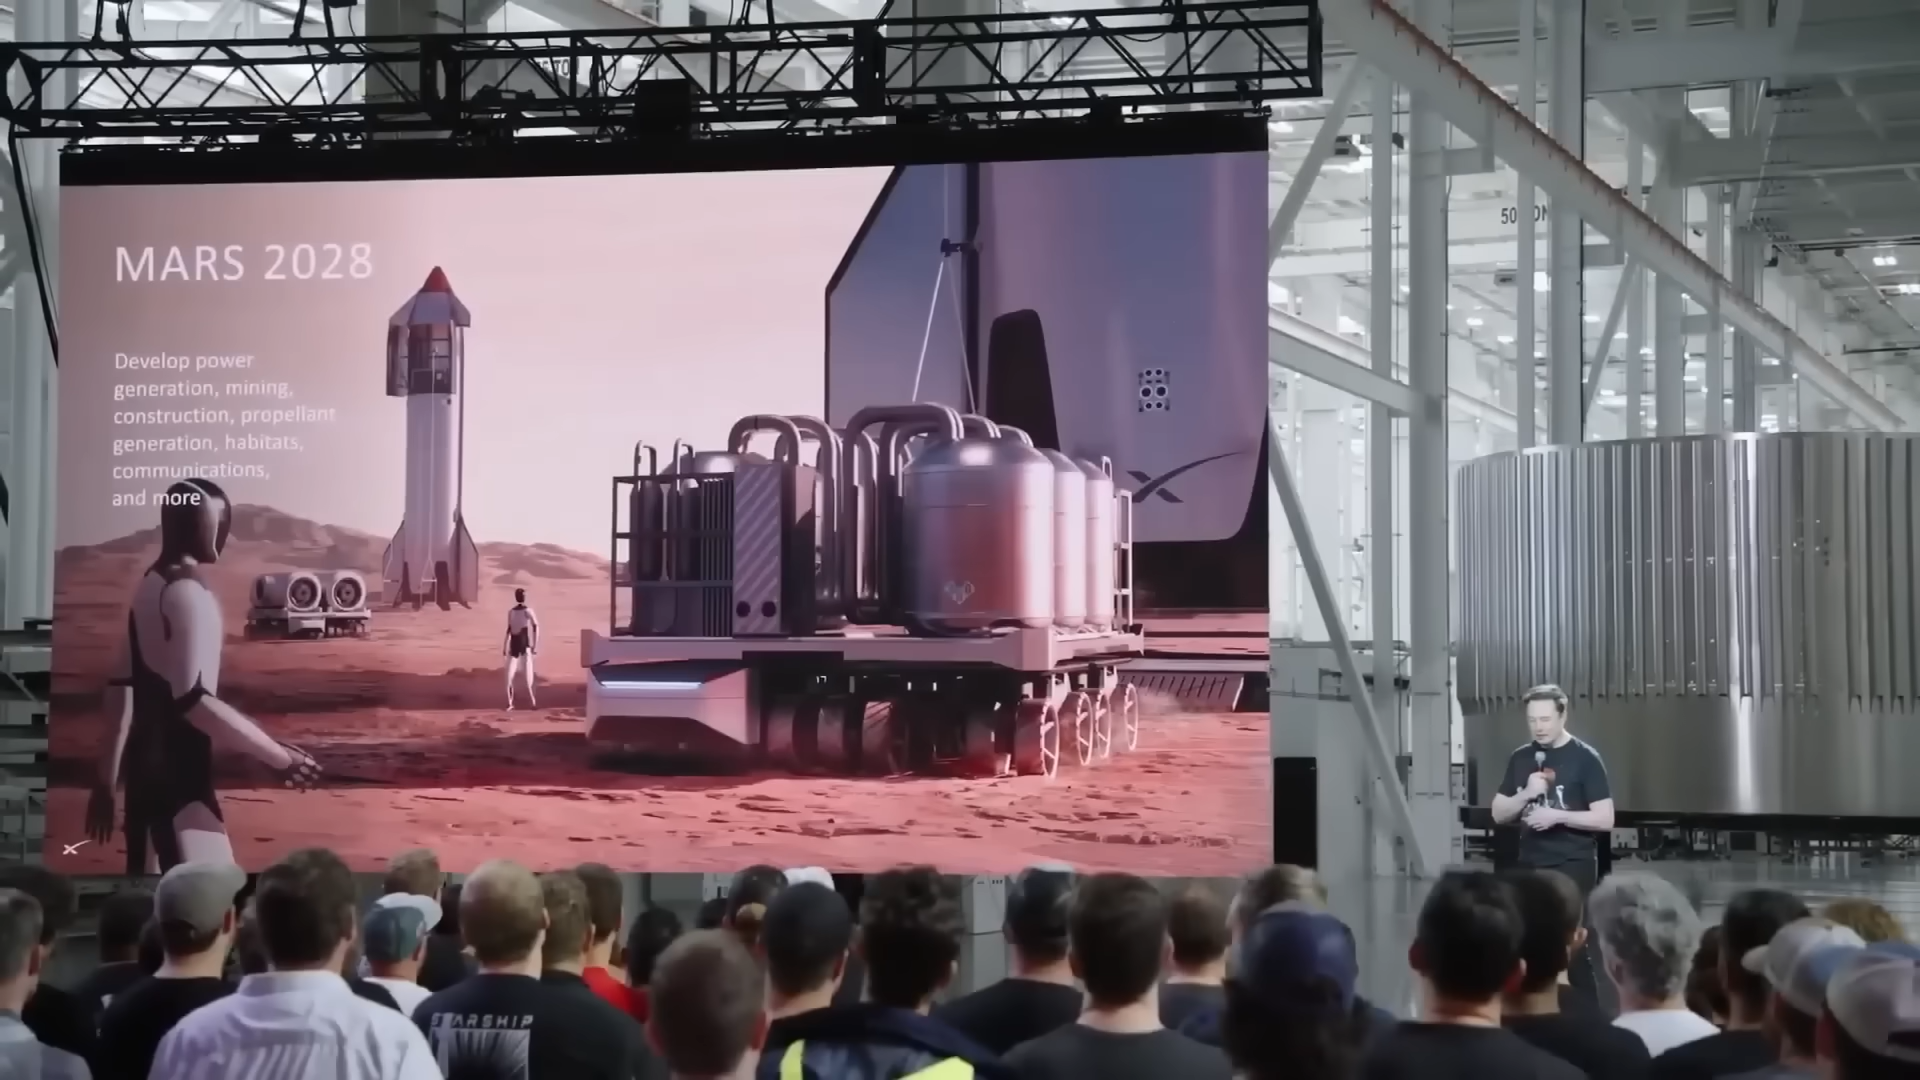 MARS 2028
Develop power
generation, mining,
construction, propellant
generation, habitats,
communications,
and more
STARSHIP